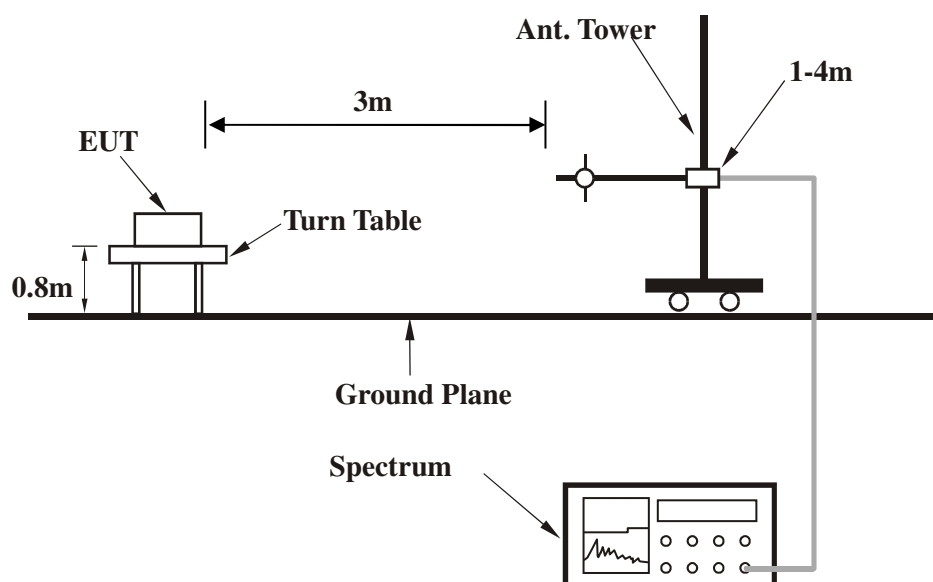 Ant. Tower
1-4m
3m
EUT
Turn Table
0.8m
Ground Plane
Spectrum